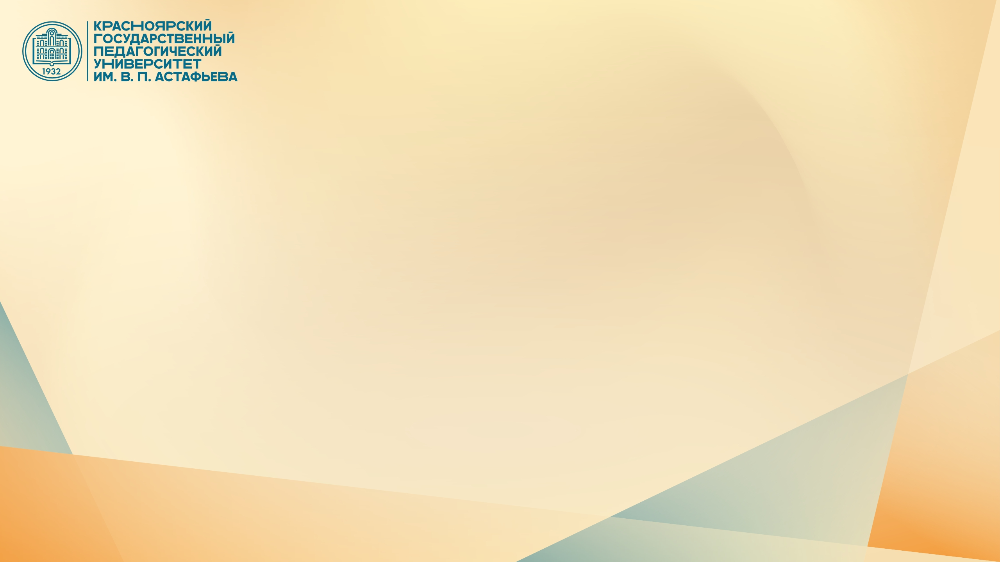 КРАСНОЯРСКИЙ
ГОСУДАРСТВЕННЫЙ
ПЕДАГОГИЧЕСКИЙ
УНИВЕРСИТЕТ
ИМ. В. П. АСТАФЬЕВА
1932